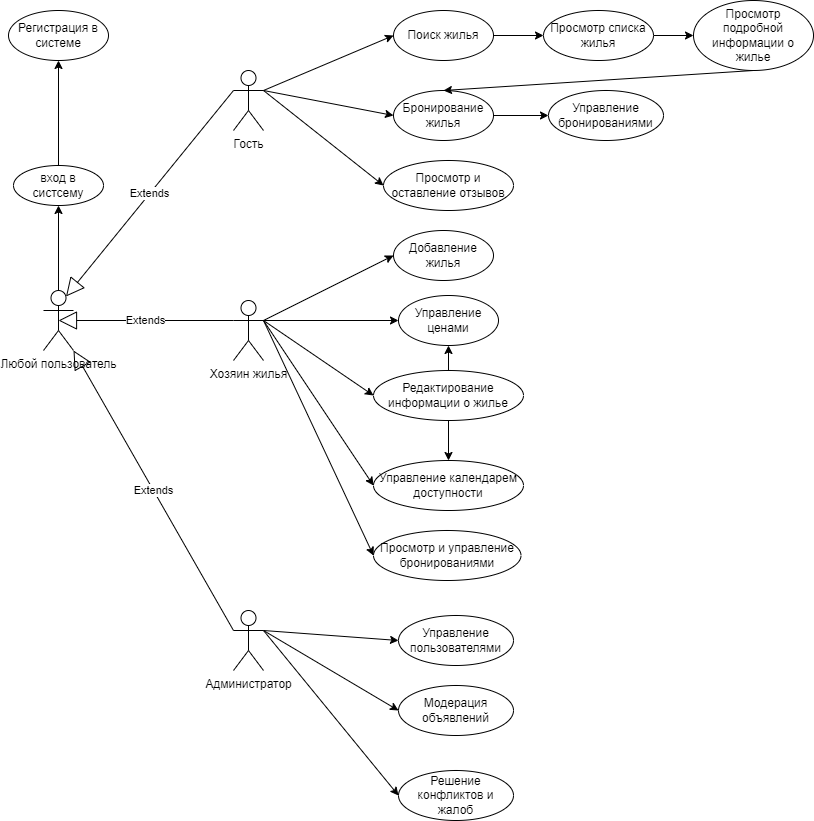 Регистрация в
системе
Поиск жилья
Просмотр списка
жилья
Просмотр
подробной
информации о
жилье
Бронирование
жилья
Управление
бронированиями
Гость
вход в
систсему
Extends
Просмотр и
оставление отзывов
Добавление
жилья
Управление
ценами
Extends
Любой пользователь
Хозяин жилья
Редактирование
информации о жилье
Extends
Управление календарем
доступности
Просмотр и управление
бронированиями
Управление
пользователями
Администратор
Модерация
объявлений
Решение
конфликтов и
жалоб